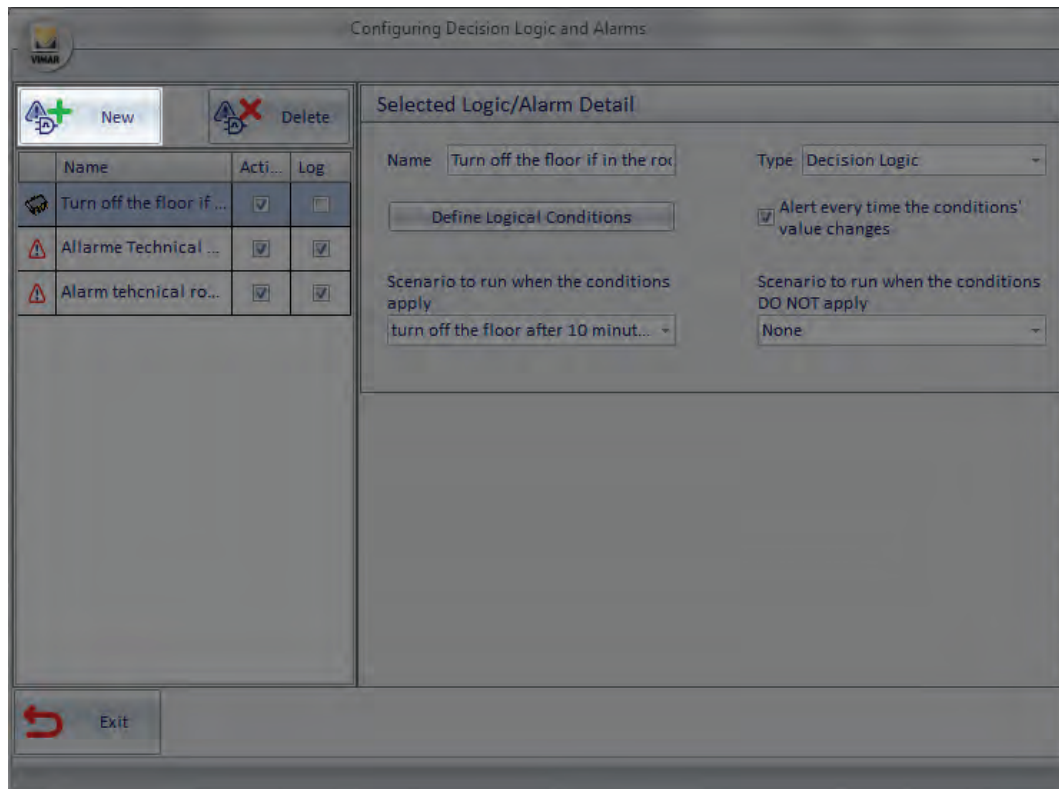 Configuring Decision Logic and Alarms
VIMAR
New
Delete
Name Acti... Log
Turn off the floor if ...
Allarme Technical ...
Alarm tehcnical ro...
Selected Logic/Alarm Detail
Name Turn off the floor if in the roo
Type Decision Logic
Define Logical Conditions
Alert every time the conditions'
value changes
Scenario to run when the conditions
apply
turn off the floor after 10 minut...
Scenario to run when the conditions
DO NOT apply
None
Exit